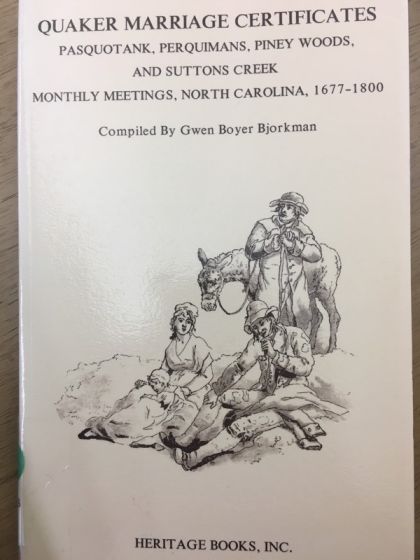 QUAKER MARRIAGE CERTIFICATES
PASQUOTANK, PERQUIMANS, PINEY WOODS,
AND SUTTONS CREEK
MONTHLY MEETINGS, NORTH CAROLINA, 1677-1800
Compiled By Gwen Boyer Bjorkman
HERITAGE BOOKS, INC.